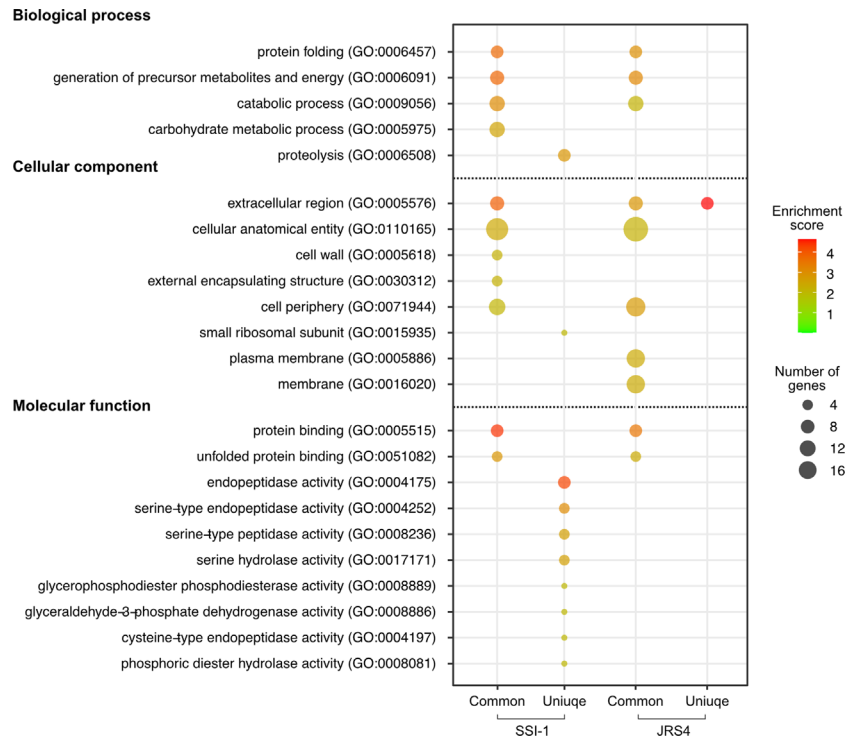 Biological process
protein folding (GO:0006457)
generation of precursor metabolites and energy (GO:0006091)
catabolic process (GO:0009056)
carbohydrate metabolic process (GO:0005975)
proteolysis (GO:0006508)
Cellular component
extracellular region (GO:0005576)
cellular anatomical entity (GO:0110165)
cell wall (GO:0005618)
external encapsulating structure (GO:0030312)
cell periphery (GO:0071944)
small ribosomal subunit (GO:0015935)
plasma membrane (GO:0005886)
membrane (GO:0016020)
Molecular function
protein binding (GO:0005515)
unfolded protein binding (GO:0051082)
endopeptidase activity (GO:0004175)
serine-type endopeptidase activity (GO:0004252)
serine-type peptidase activity (GO:0008236)
serine hydrolase activity (GO:0017171)
glycerophosphodiester phosphodiesterase activity (GO:0008889)
glyceraldehyde-3-phosphate dehydrogenase activity (GO:0008886)
cysteine-type endopeptidase activity (GO:0004197)
phosphoric diester hydrolase activity (GO:0008081)
Common Uniuqe Common Uniuqe
SSI-1 JRS4
Enrichment
score
4
3
2
1
Number of
genes
4
8
12
16